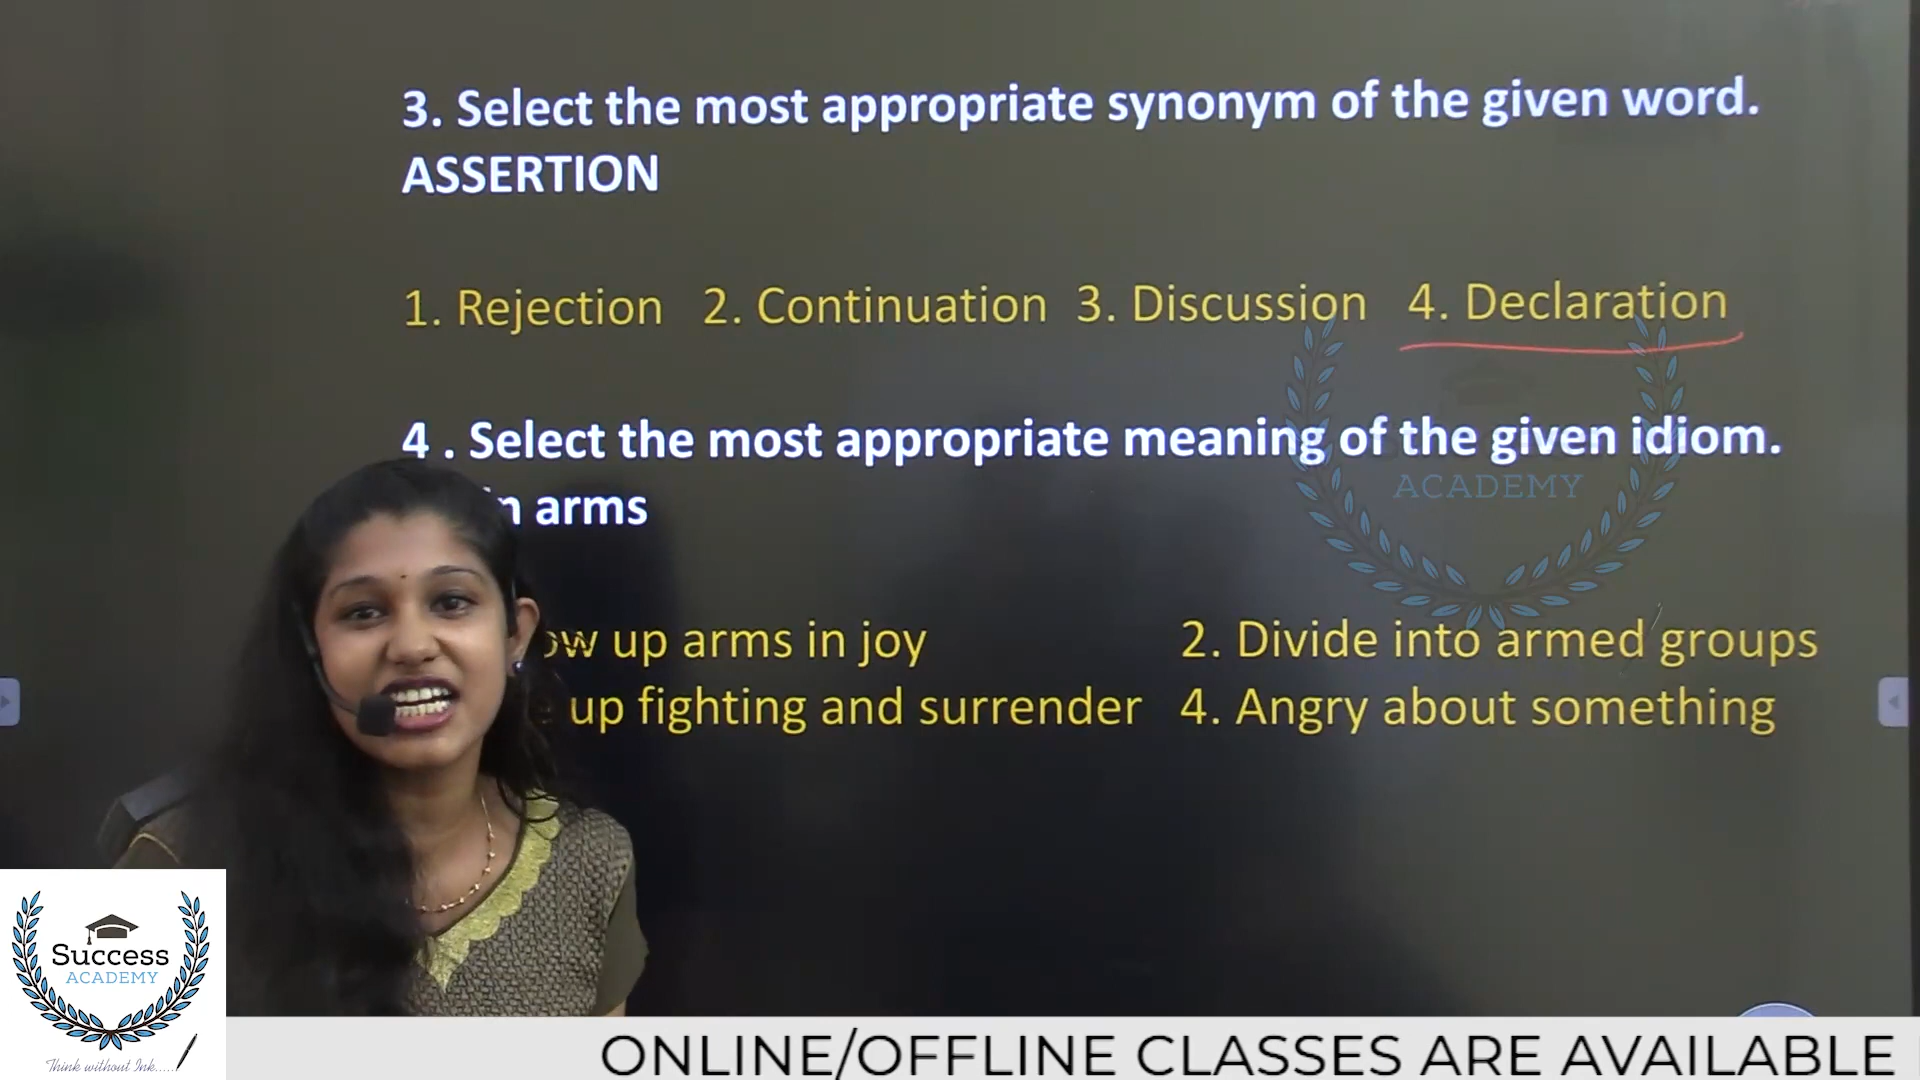 3. Select the most appropriate synonym of the given word.
ASSERTION
1. Rejection 2. Continuation 3. Discussion 4. Declaration
4 . Select the most appropriate meaning of the given idiom.
in arms
up arms in joy 2. Divide into armed groups
up fighting and surrender 4. Angry about something
ACADEMY
Success
ACADEMY
Think without Ink.....
ONLINE/OFFLINE CLASSES ARE AVAILABLE